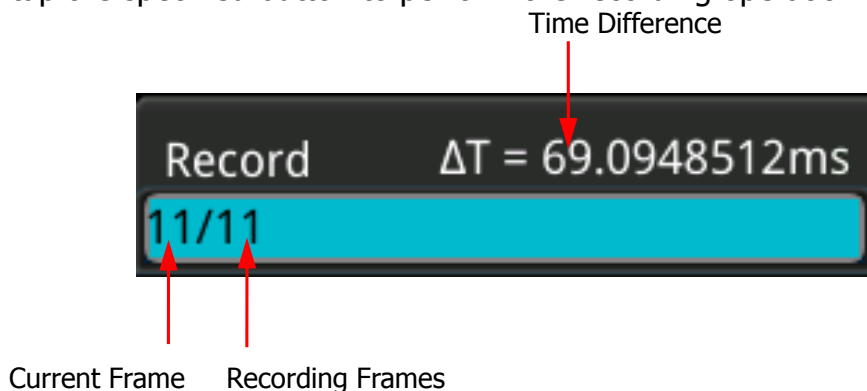 Time Difference
Record ΔT = 69.0948512ms
11/11
Current Frame Recording Frames